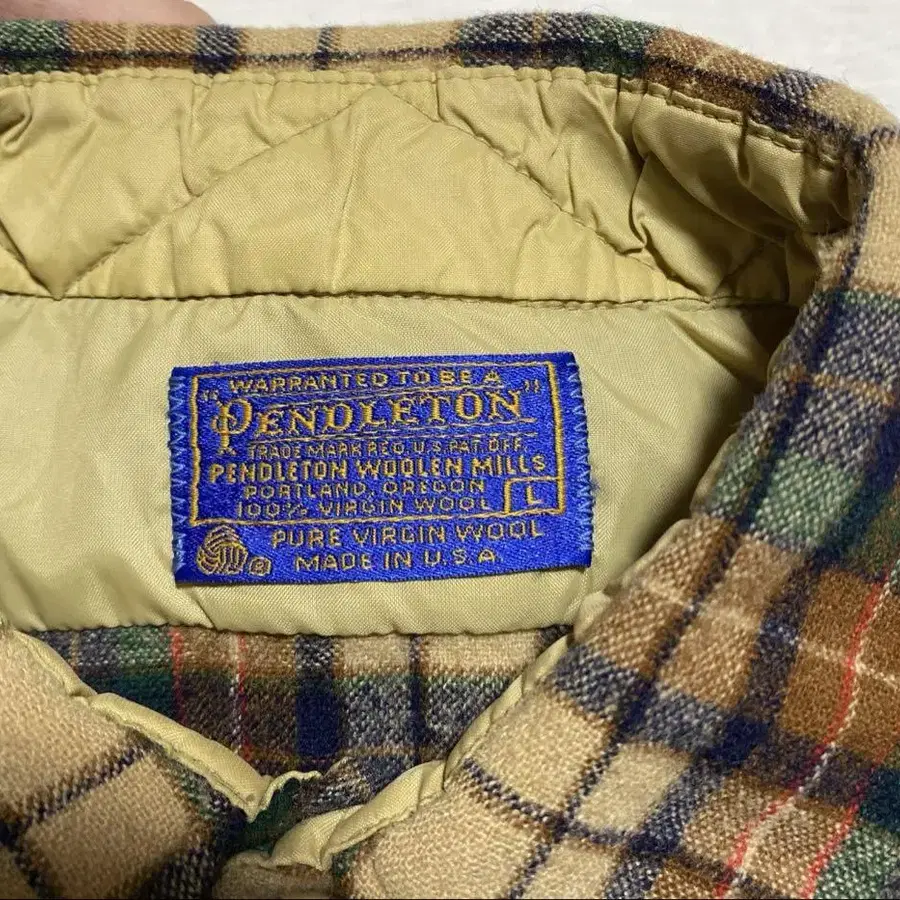 WARRANTED TO BE A
"PENDLETON"
TRADE MARK REG. U.S. PAT. OFF.
PENDLETON WOOLEN MILLS
PORTLAND, OREGON
100% VIRGIN WOOL
L
PURE VIRGIN WOOL
® MADE IN U.S.A.